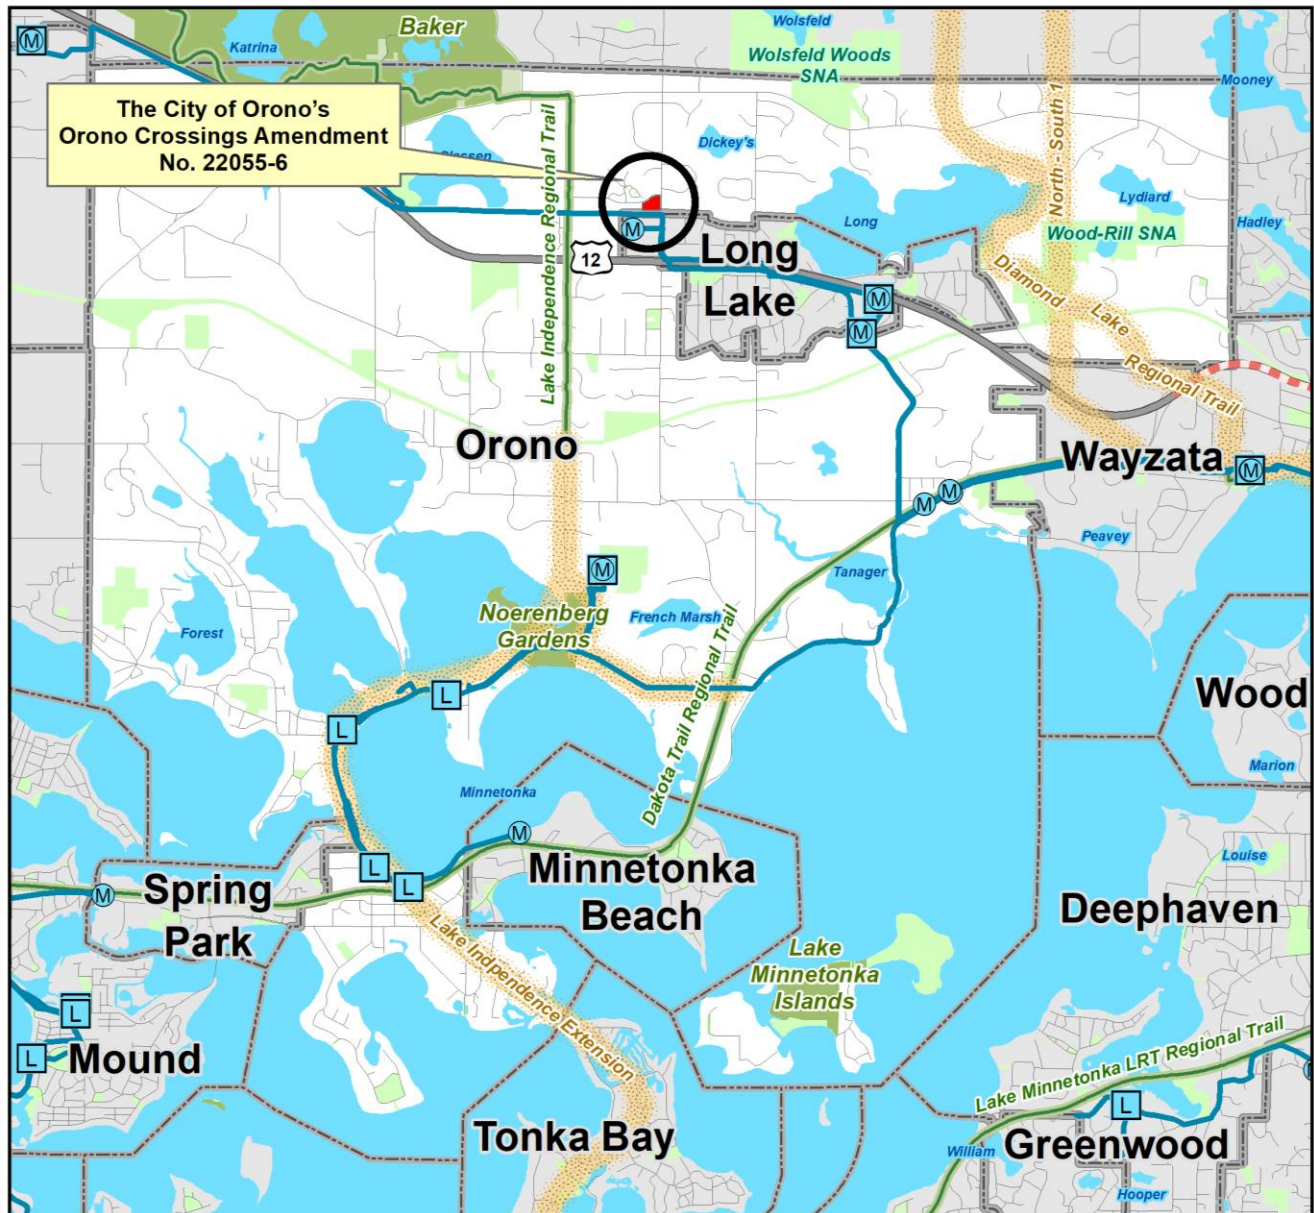 Baker
Katrina
Wolsfeld
Wolsfeld Woods
SNA
Mooney
The City of Orono's
Orono Crossings Amendment
No. 22055-6
Classen
Dickey's
Lake Independence Regional Trail
North - South 1
Lydiard
Long
Hadley
Wood-Rill SNA
M
M
12
Long
Lake
Diamond Lake Regional Trail
M
M
Orono
Wayzata
M
M
M
Peavey
M
Tanager
Noerenberg
Gardens
French Marsh
Forest
Dakota Trail Regional Trail
L
L
Wood
Marion
Minnetonka
M
L
L
Minnetonka
Beach
Louise
Spring
Park
M
Deephaven
Lake Indpendence Extension
Lake
Minnetonka
Islands
L
L
Mound
Lake Minnetonka LRT Regional Trail
L
Tonka Bay
William
Greenwood
Hooper